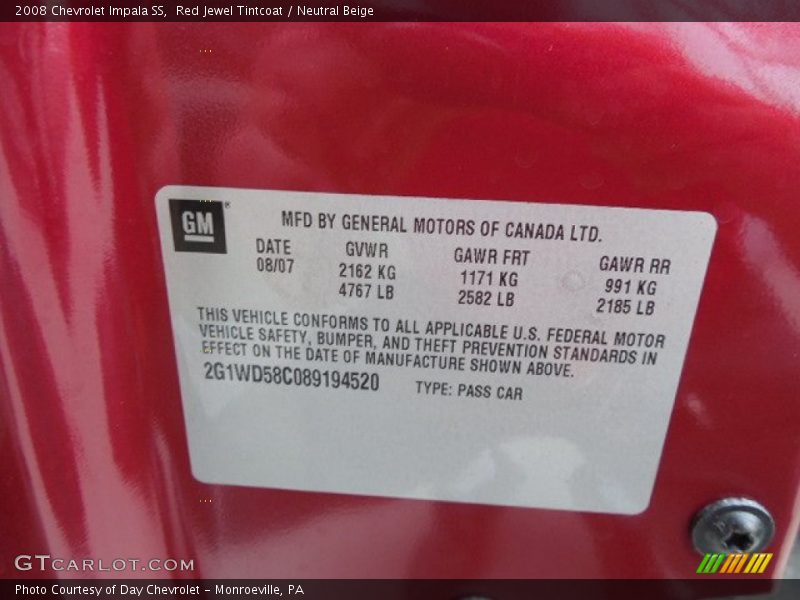 2008 Chevrolet Impala SS,  Red Jewel Tintcoat / Neutral Beige
GM
MFD BY GENERAL MOTORS OF CANADA LTD.
DATE GVWR GAWR FRT GAWR RR
08/07 2162 KG 1171 KG 991 KG
4767 LB 2582 LB 2185 LB
THIS VEHICLE CONFORMS TO ALL APPLICABLE U.S. FEDERAL MOTOR
VEHICLE SAFETY, BUMPER, AND THEFT PREVENTION STANDARDS IN
EFFECT ON THE DATE OF MANUFACTURE SHOWN ABOVE.
2G1WD58C089194520 TYPE: PASS CAR
GTCARLOT.COM
Photo Courtesy of Day Chevrolet - Monroeville, PA